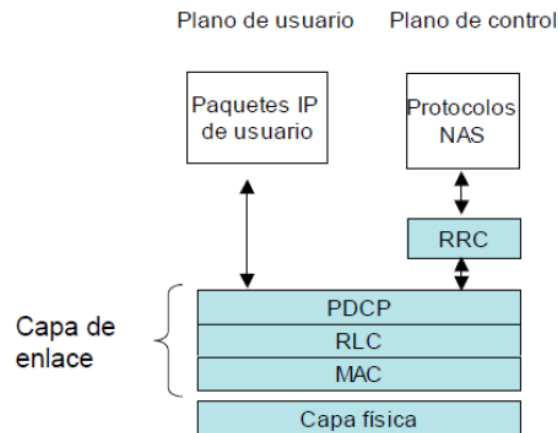 Plano de usuario
Plano de control
Paquetes IP
de usuario
Protocolos
NAS
RRC
Capa de
enlace
PDCP
RLC
MAC
Capa física